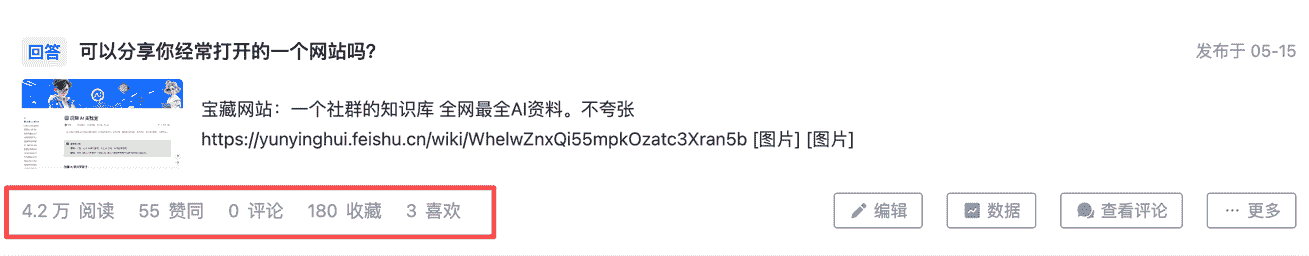 回答 可以分享你经常打开的一个网站吗? 发布于 05-15
宝藏网站：一个社群的知识库 全网最全AI资料。不夸张
https://yunyinghui.feishu.cn/wiki/WhelwZnxQi55mpkOzatc3Xran5b [图片] [图片]
4.2 万 阅读 55 赞同 0 评论 180 收藏 3 喜欢 编辑 数据 查看评论 ··· 更多